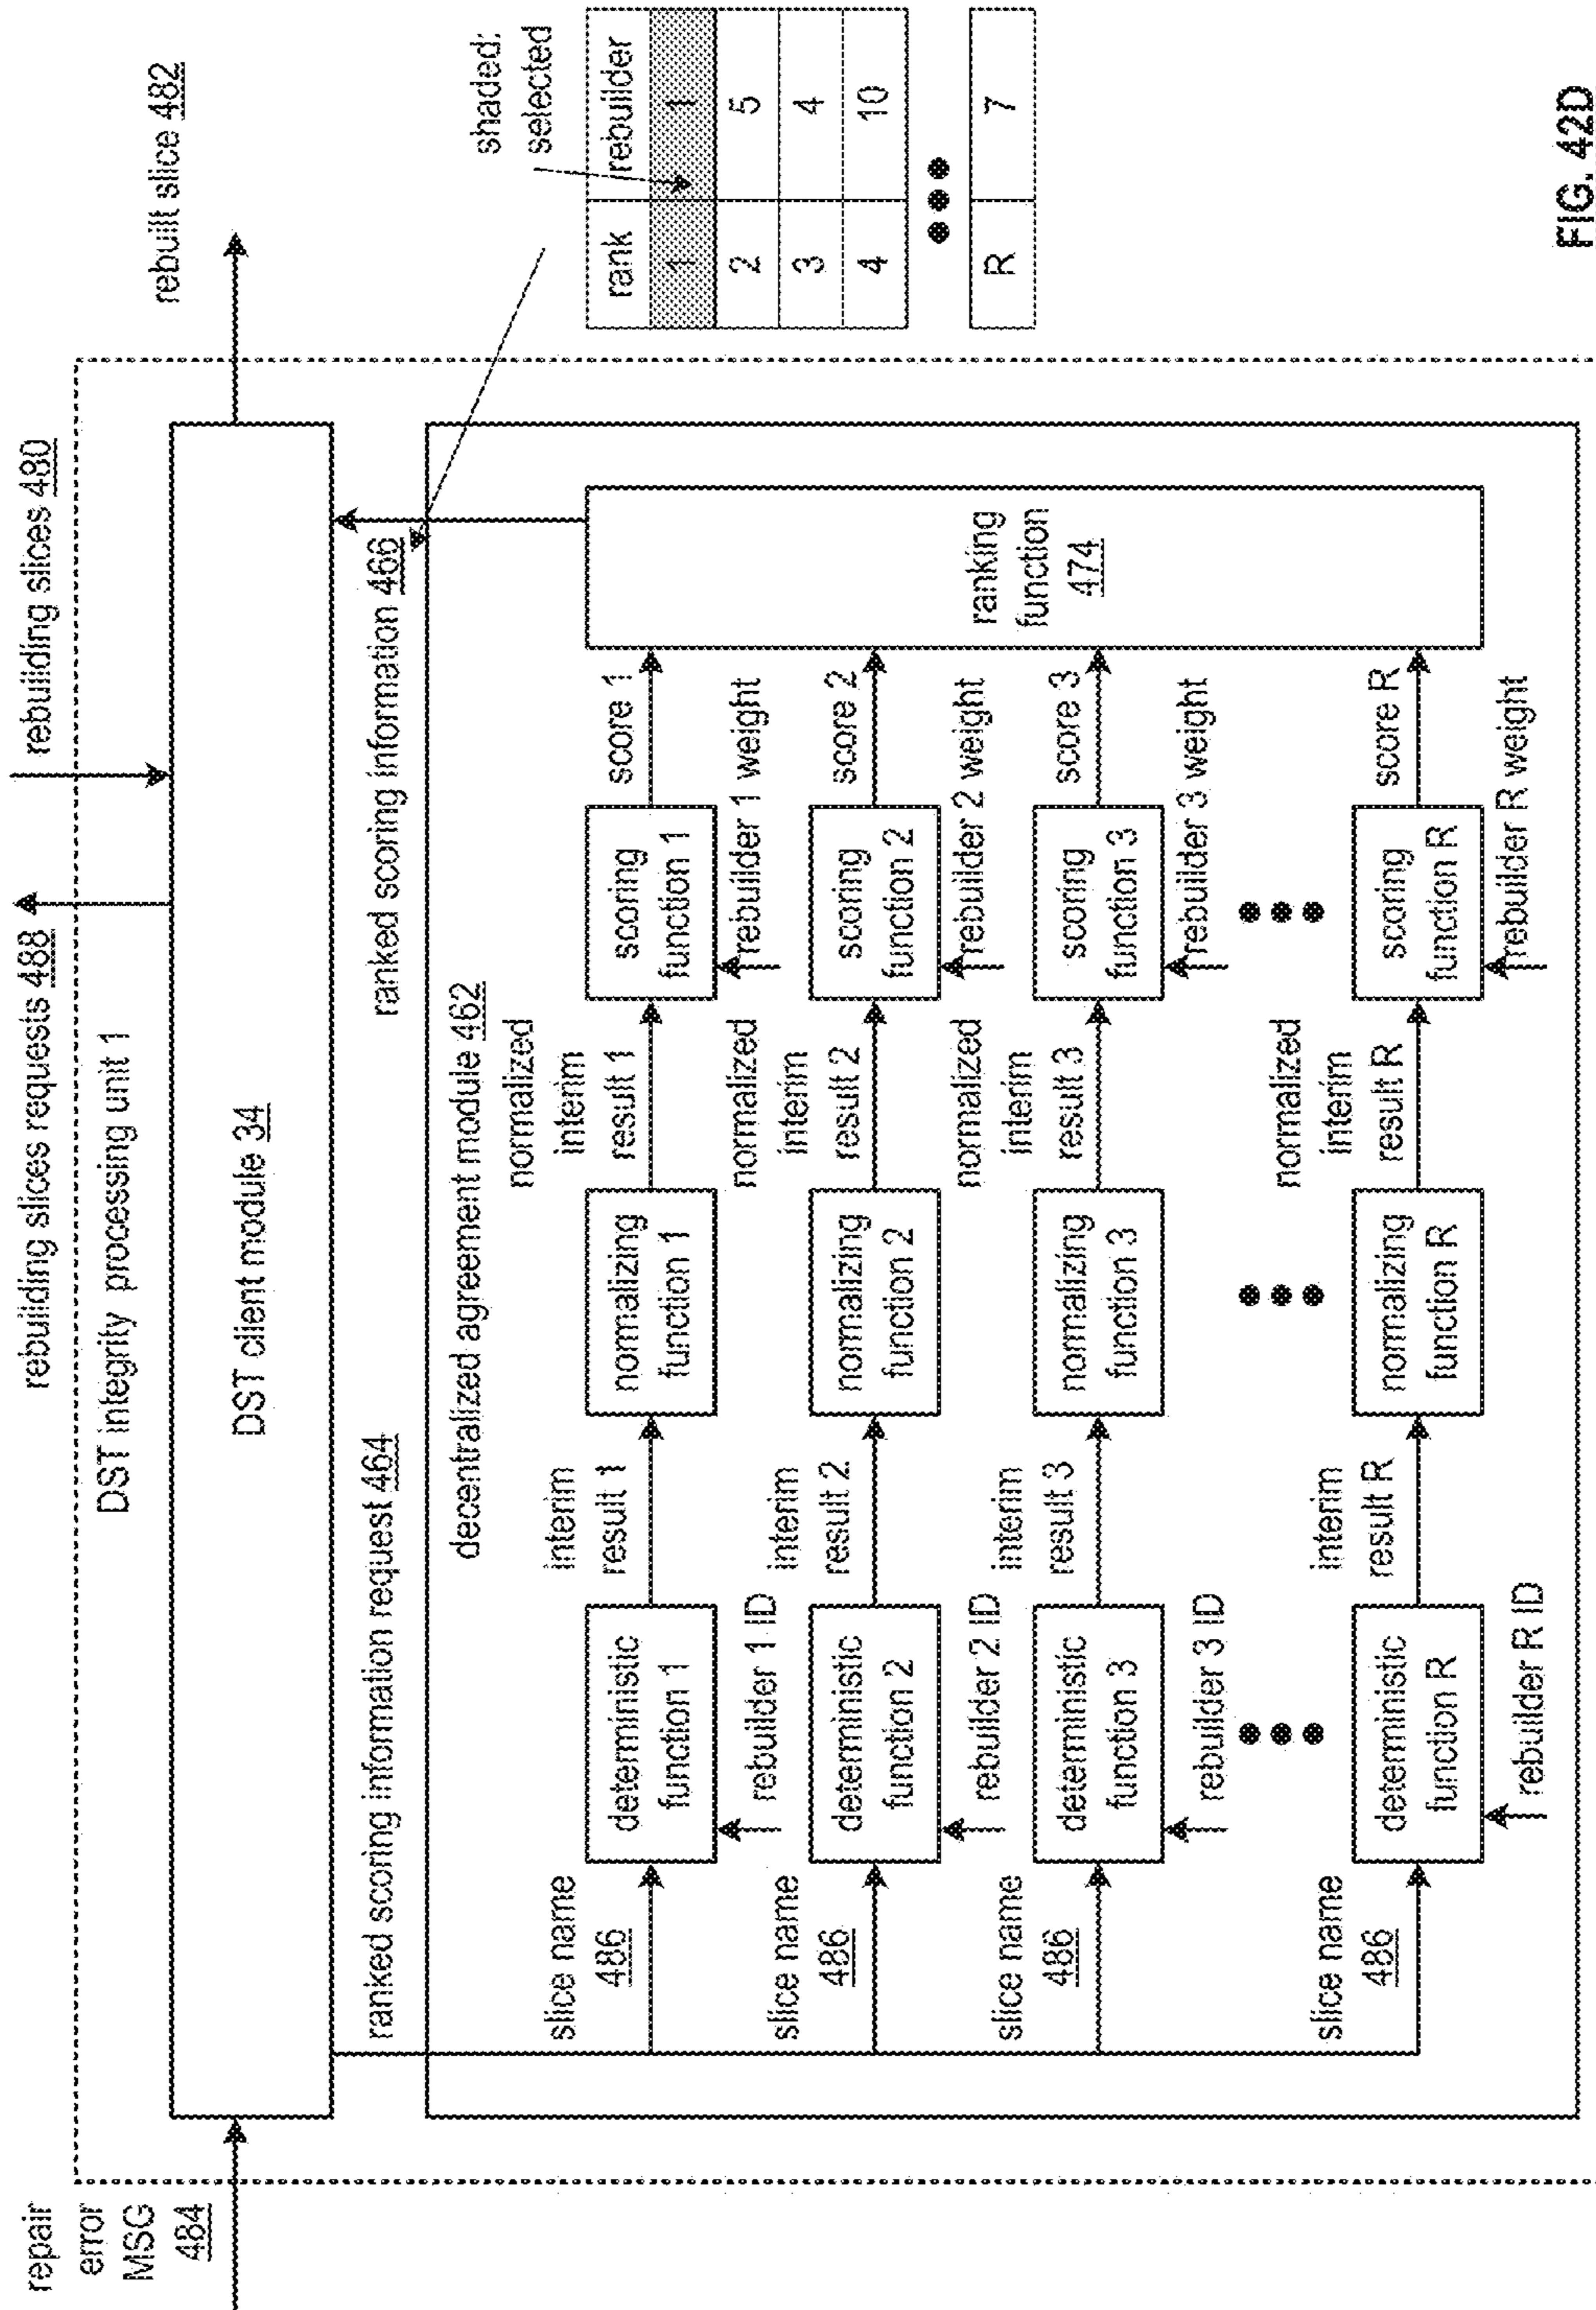 rebuilding slices requests 488
rebuilding slices 480
repair
error
MSG
484
DST integrity processing unit 1
DST client module 34
rebuilt slice 482
ranked scoring information request 464
ranked scoring information 466
decentralized agreement module 462
slice name
486
deterministic
function 1
rebuilder 1 ID
interim
result 1
normalizing
function 1
normalized
interim
result 1
scoring
function 1
rebuilder 1 weight
score 1
slice name
486
deterministic
function 2
rebuilder 2 ID
interim
result 2
normalizing
function 2
normalized
interim
result 2
scoring
function 2
rebuilder 2 weight
score 2
slice name
486
deterministic
function 3
rebuilder 3 ID
interim
result 3
normalizing
function 3
normalized
interim
result 3
scoring
function 3
rebuilder 3 weight
score 3
slice name
486
deterministic
function R
rebuilder R ID
interim
result R
normalizing
function R
normalized
interim
result R
scoring
function R
rebuilder R weight
score R
ranking
function
474
shaded:
selected
rank rebuilder
1 1
2 5
3 4
4 10
R 7
FIG. 42D